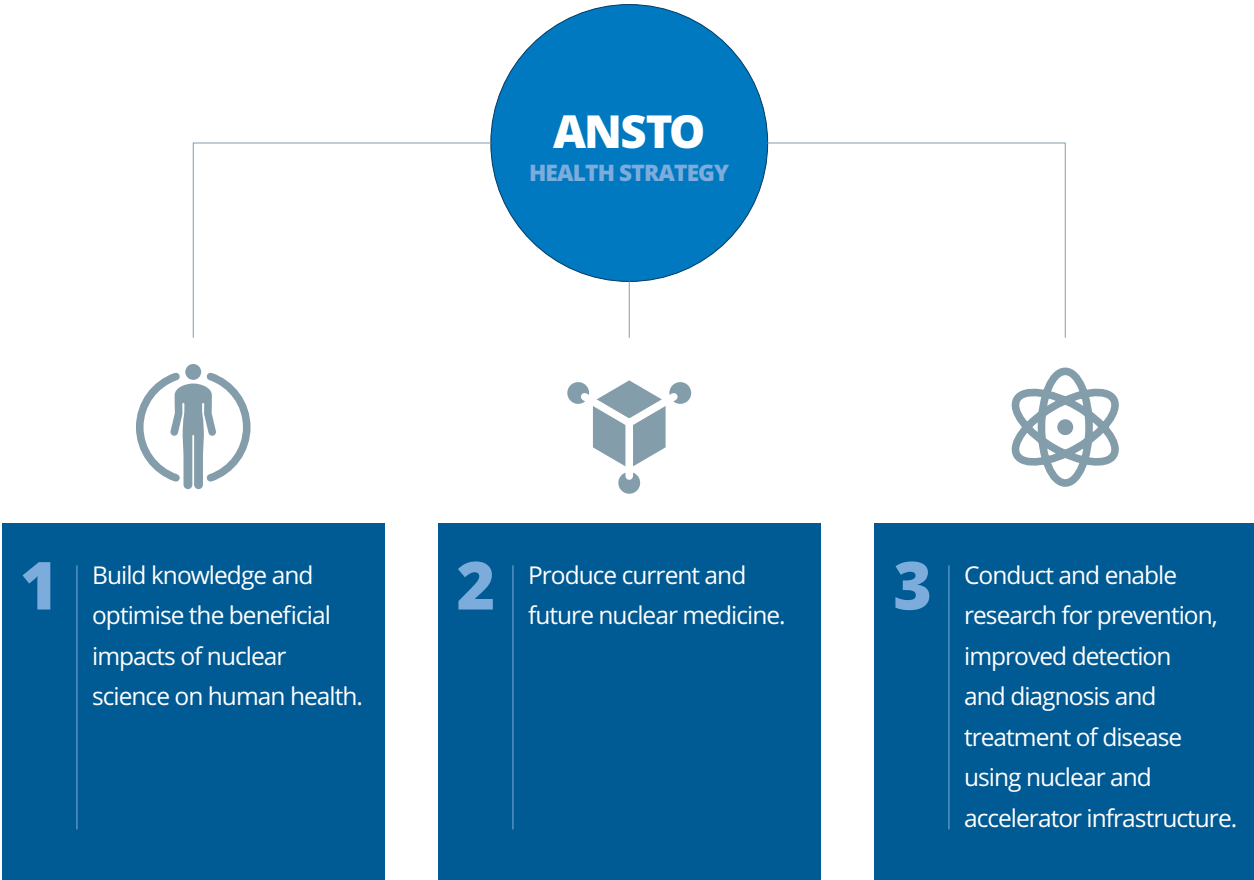 ANSTO
HEALTH STRATEGY
1
Build knowledge and
optimise the beneficial
impacts of nuclear
science on human health.
2
Produce current and
future nuclear medicine.
3
Conduct and enable
research for prevention,
improved detection
and diagnosis and
treatment of disease
using nuclear and
accelerator infrastructure.